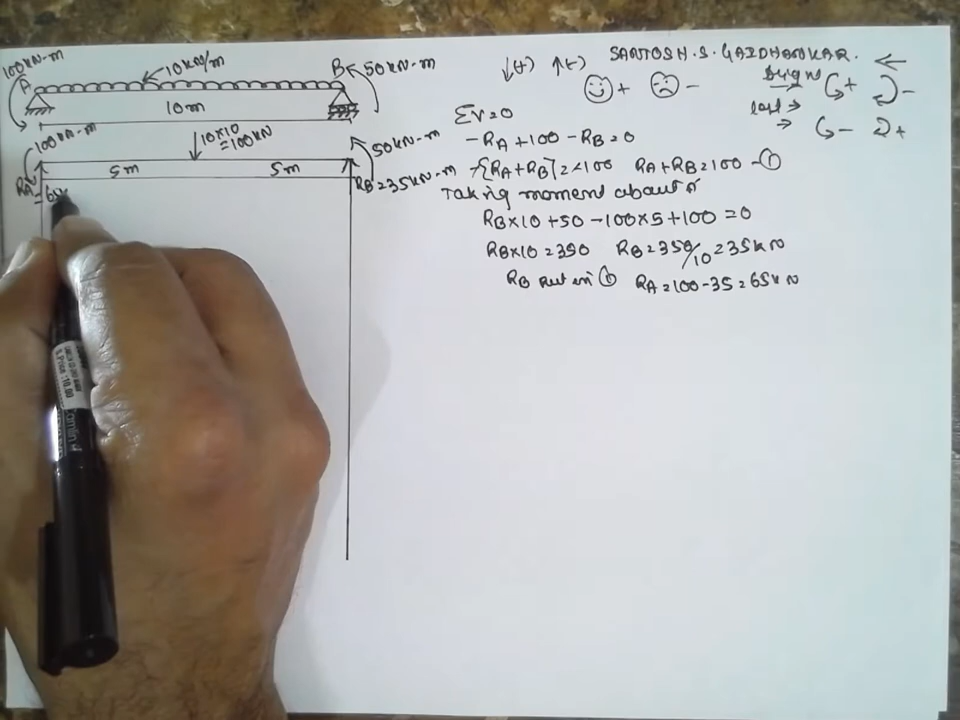 SANTOSH.S.GAIDHANKAR.
100kN-m
10kN/m
50kN-m
A
B
10m
↓(+) ↑(-)
+ -
+ -
- +
100kN-m
10×10
=100kN
50kN-m
5m 5m
RA
= 65k
RB=35kN-m
ΣV=0
-RA+100-RB=0
-{RA+RB}=-100 RA+RB=100 -①
Taking moment about A
RB×10+50-100×5+100=0
RB×10=350 RB=350/10=35kN
RB put in ① RA=100-35=65kN